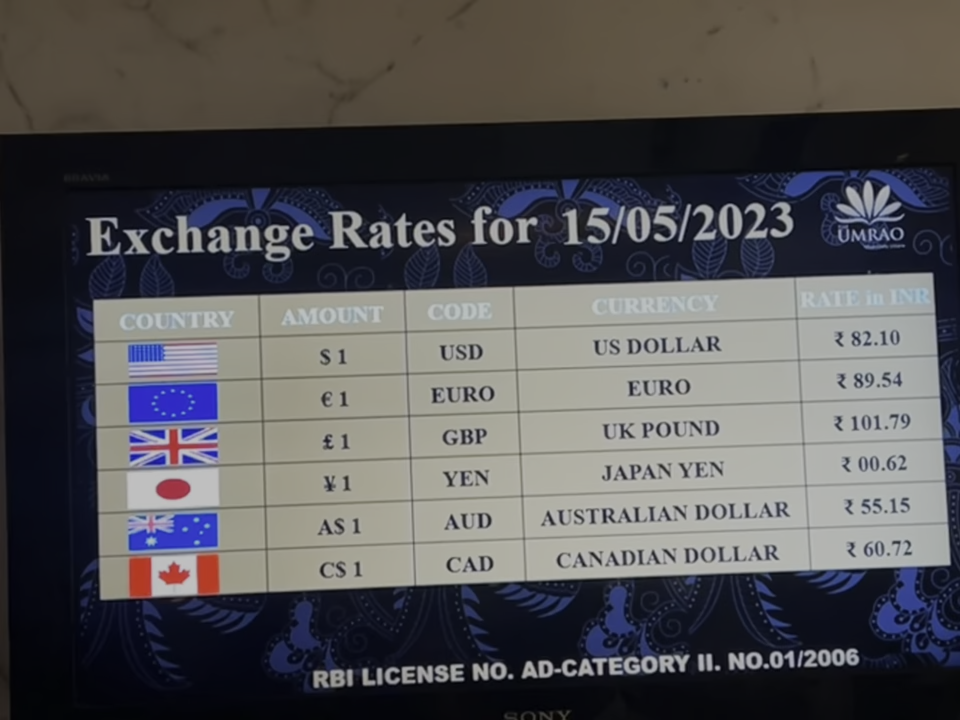 BRAVIA
Exchange Rates for 15/05/2023
UMRAO
COUNTRY AMOUNT CODE CURRENCY RATE in INR
$ 1 USD US DOLLAR ₹ 82.10
€ 1 EURO EURO ₹ 89.54
£ 1 GBP UK POUND ₹ 101.79
¥ 1 YEN JAPAN YEN ₹ 00.62
A$ 1 AUD AUSTRALIAN DOLLAR ₹ 55.15
C$ 1 CAD CANADIAN DOLLAR ₹ 60.72
RBI LICENSE NO. AD-CATEGORY II. NO.01/2006
SONY